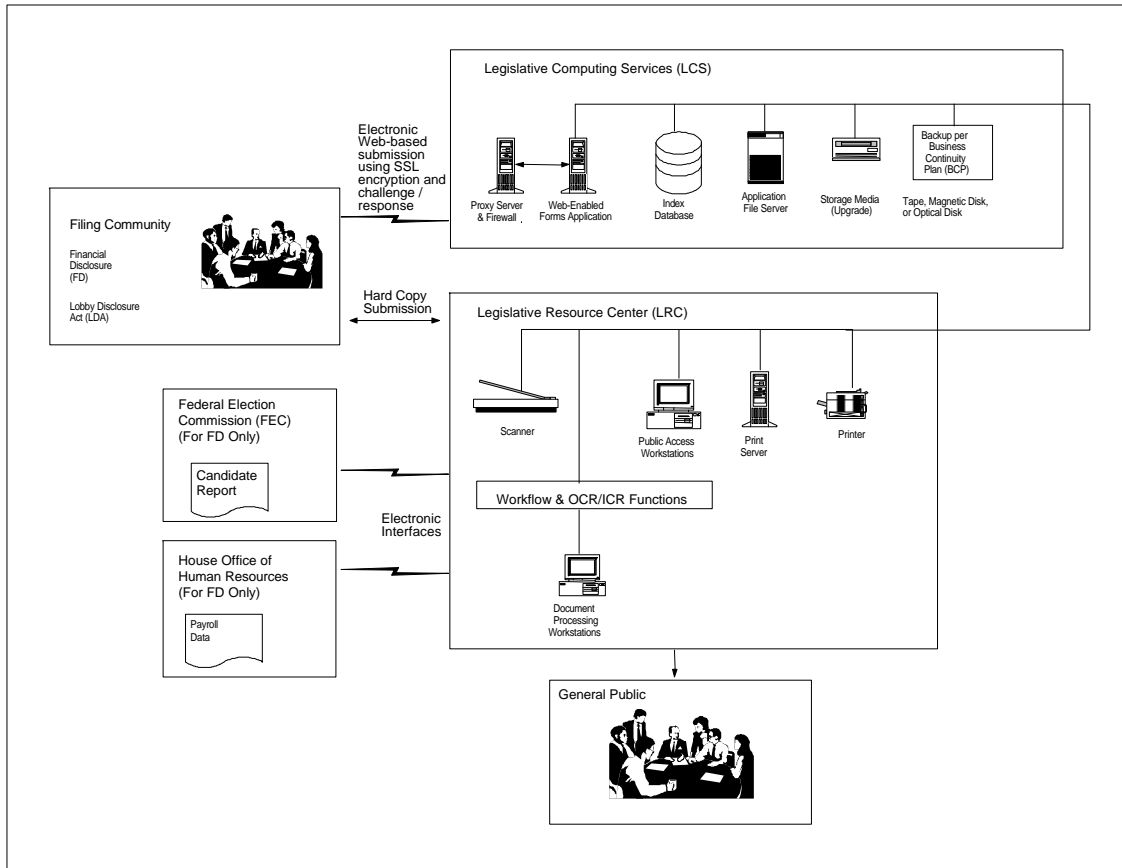 Legislative Computing Services (LCS)
Electronic
Web-based
submission
using SSL
encryption and
challenge /
response
Proxy Server
& Firewall
Web-Enabled
Forms Application
Index
Database
Application
File Server
Storage Media
(Upgrade)
Backup per
Business
Continuity
Plan (BCP)
Tape, Magnetic Disk,
or Optical Disk
Filing Community
Financial
Disclosure
(FD)
Lobby Disclosure
Act (LDA)
Hard Copy
Submission
Legislative Resource Center (LRC)
Scanner
Public Access
Workstations
Print
Server
Printer
Workflow & OCR/ICR Functions
Document
Processing
Workstations
Federal Election
Commission (FEC)
(For FD Only)
Candidate
Report
Electronic
Interfaces
House Office of
Human Resources
(For FD Only)
Payroll
Data
General Public